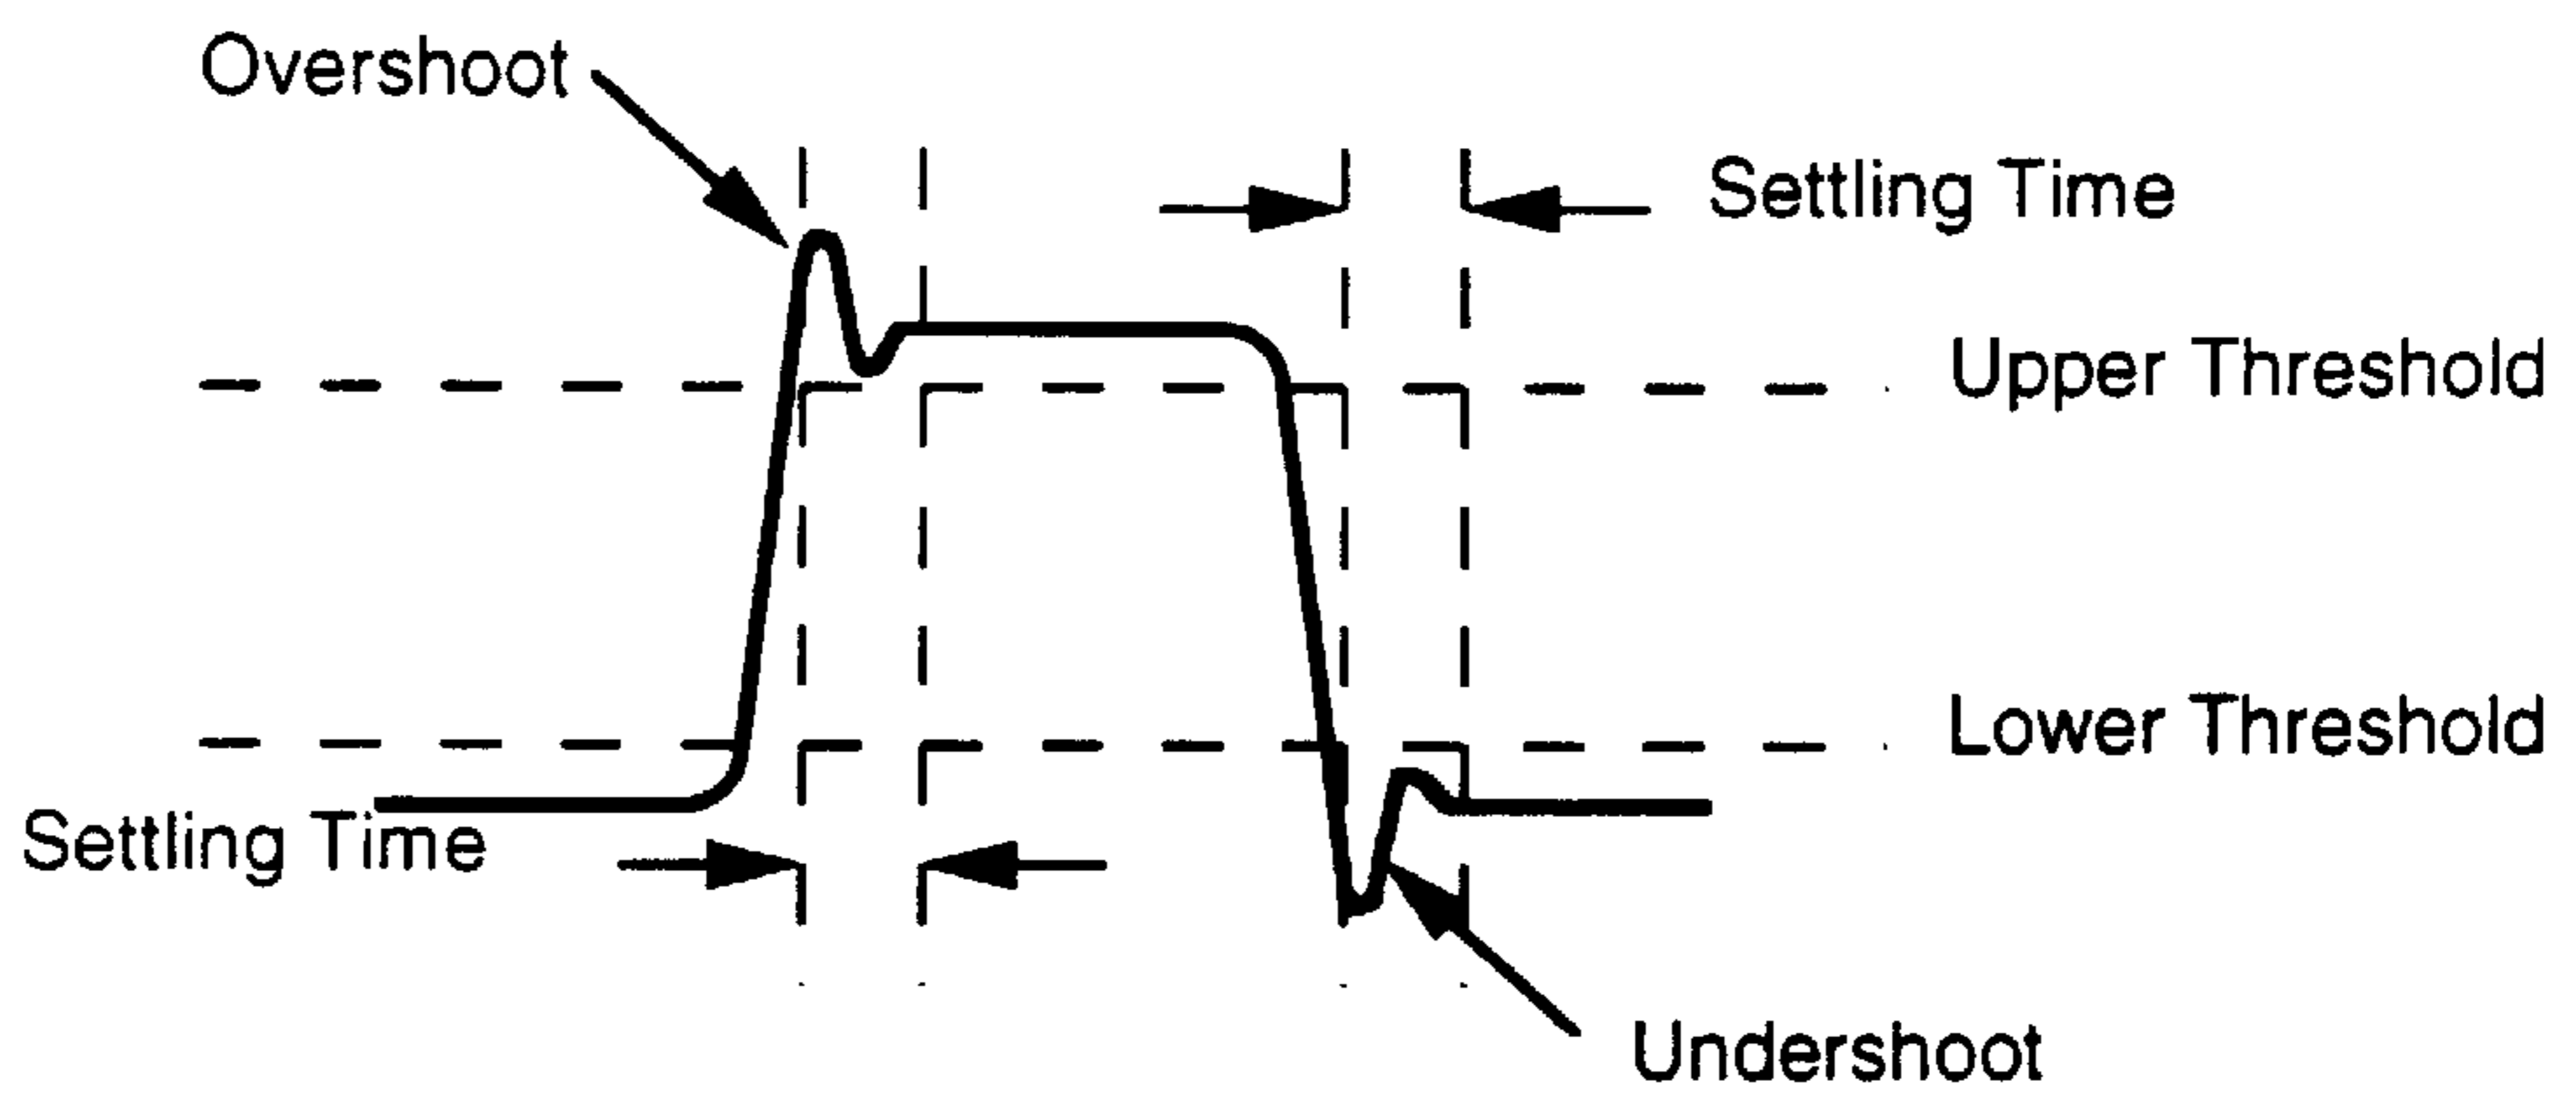 Overshoot
Settling Time
Upper Threshold
Lower Threshold
Settling Time
Undershoot